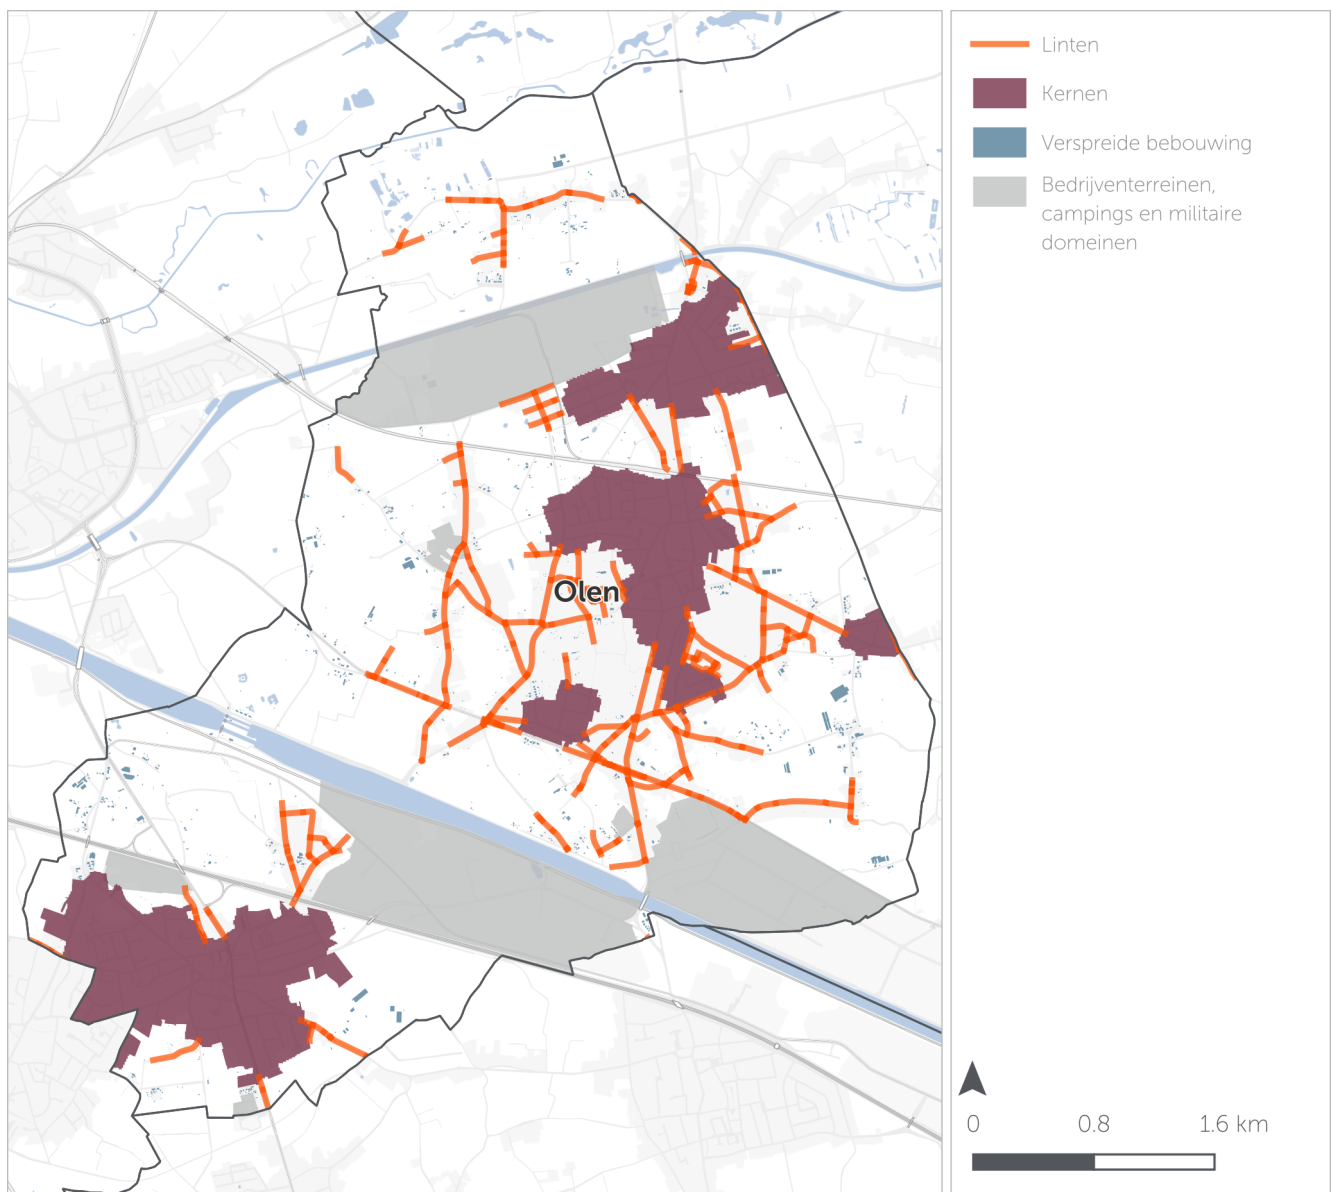 Linten
Kernen
Verspreide bebouwing
Bedrijventerreinen,
campings en militaire
domeinen
Olen
0 0.8 1.6 km